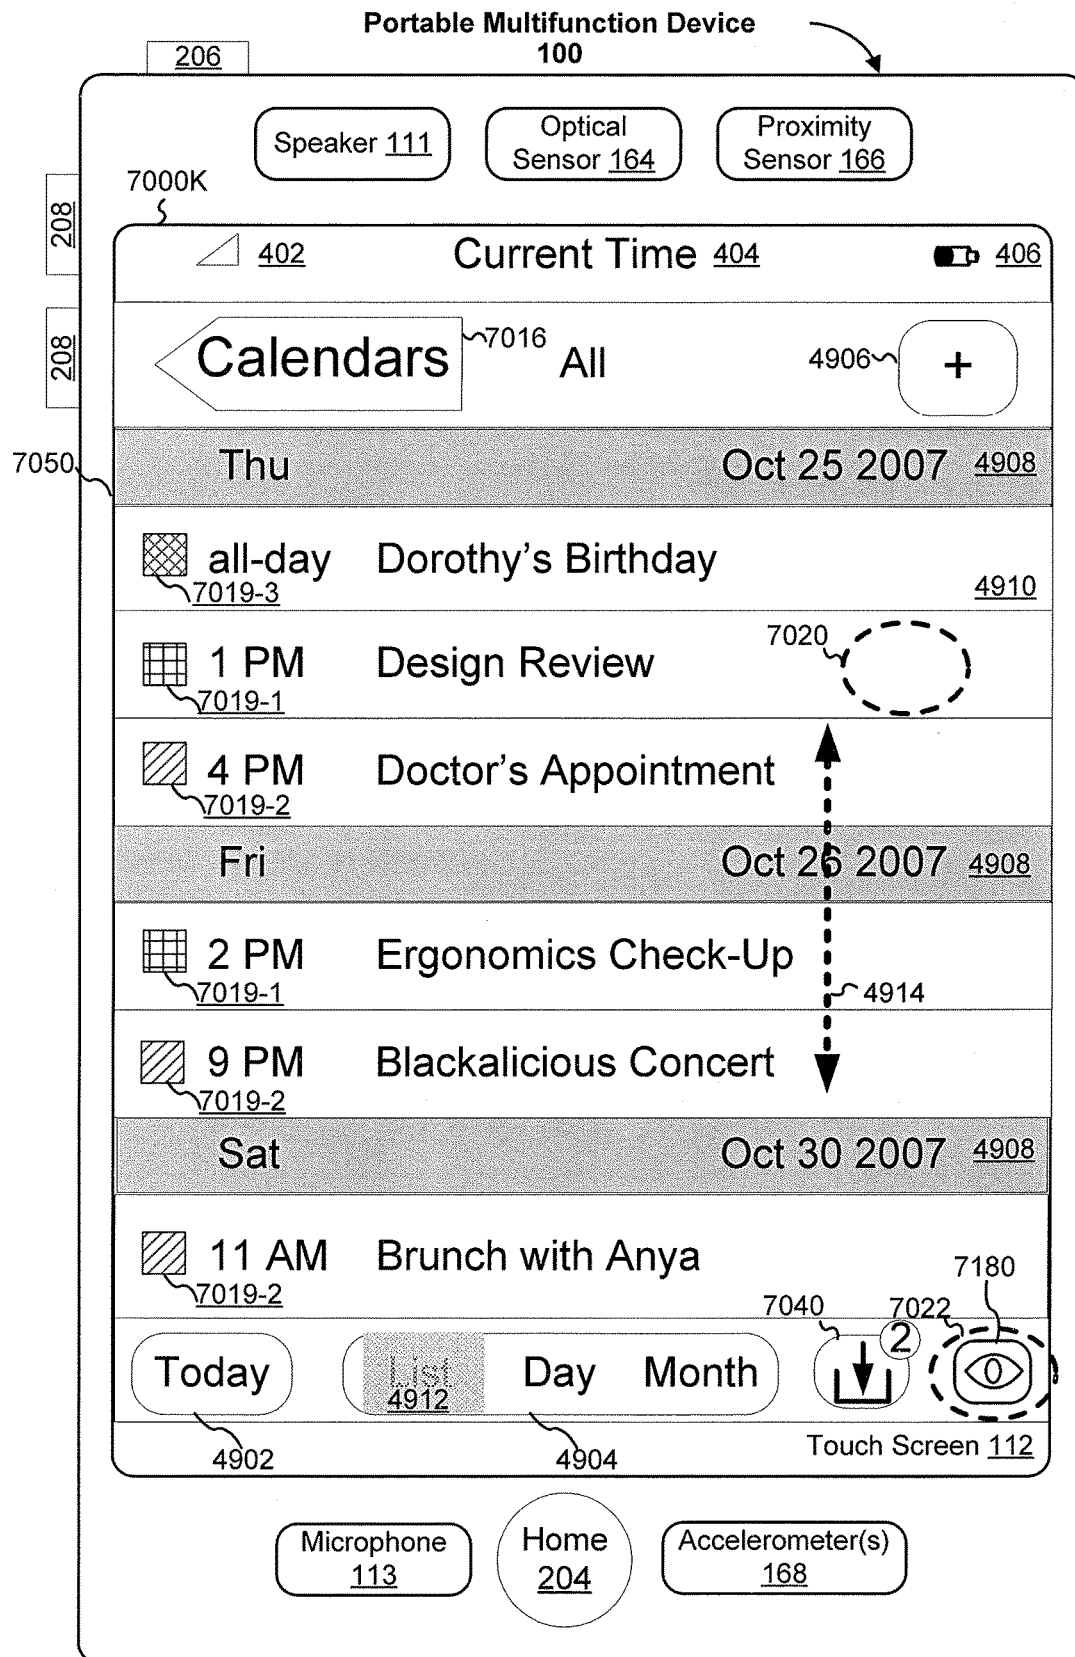 Portable Multifunction Device
100
206
Speaker 111
Optical
Sensor 164
Proximity
Sensor 166
7000K
208
402
Current Time 404
406
208
Calendars
7016
All
4906
+
7050
Thu
Oct 25 2007
4908
all-day
Dorothy's Birthday
7019-3
4910
7020
1 PM
Design Review
7019-1
4 PM
Doctor's Appointment
7019-2
Fri
Oct 26 2007
4908
2 PM
Ergonomics Check-Up
7019-1
4914
9 PM
Blackalicious Concert
7019-2
Sat
Oct 30 2007
4908
11 AM
Brunch with Anya
7019-2
7180
7040
7022
2
Today
List
4912
Day
Month
4902
4904
Touch Screen 112
Microphone
113
Home
204
Accelerometer(s)
168